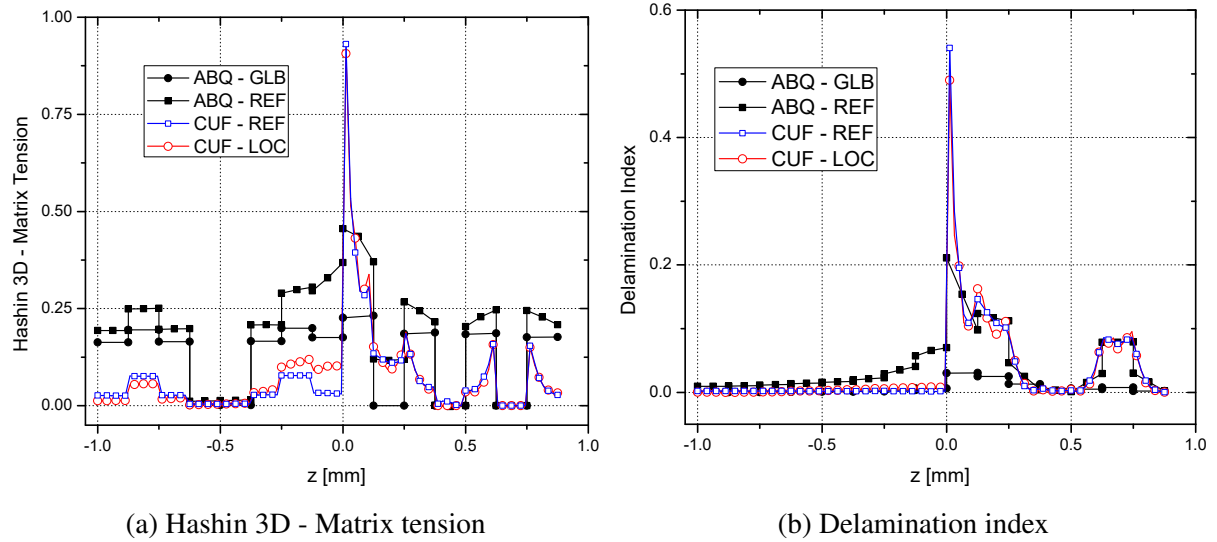 1.00
0.75
0.50
0.25
0.00
Hashin 3D - Matrix Tension
ABQ - GLB
ABQ - REF
CUF - REF
CUF - LOC
-1.0 -0.5 0.0 0.5 1.0
z [mm]
(a) Hashin 3D - Matrix tension
0.6
0.4
0.2
0.0
Delamination Index
ABQ - GLB
ABQ - REF
CUF - REF
CUF - LOC
-1.0 -0.5 0.0 0.5 1.0
z [mm]
(b) Delamination index